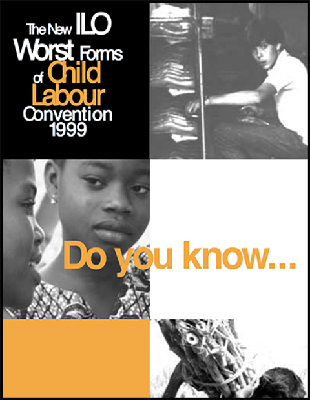 The New ILO
Worst Forms
of Child
Labour
Convention
1999
Do you know...